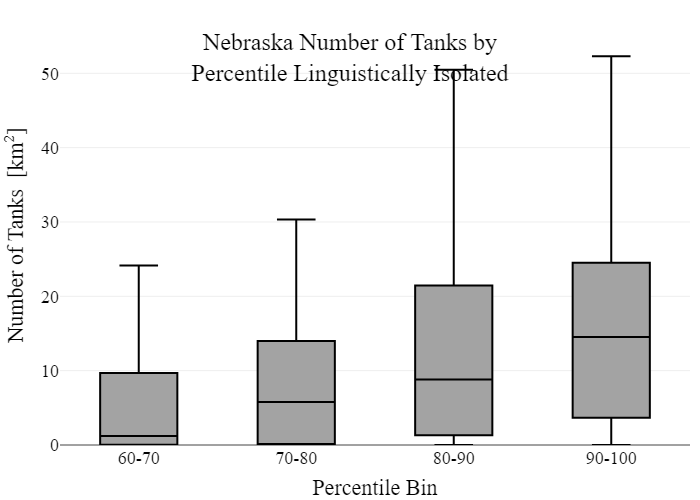 Nebraska Number of Tanks by
Percentile Linguistically Isolated
Number of Tanks [km²]
50
40
30
20
10
0
60-70
70-80
80-90
90-100
Percentile Bin